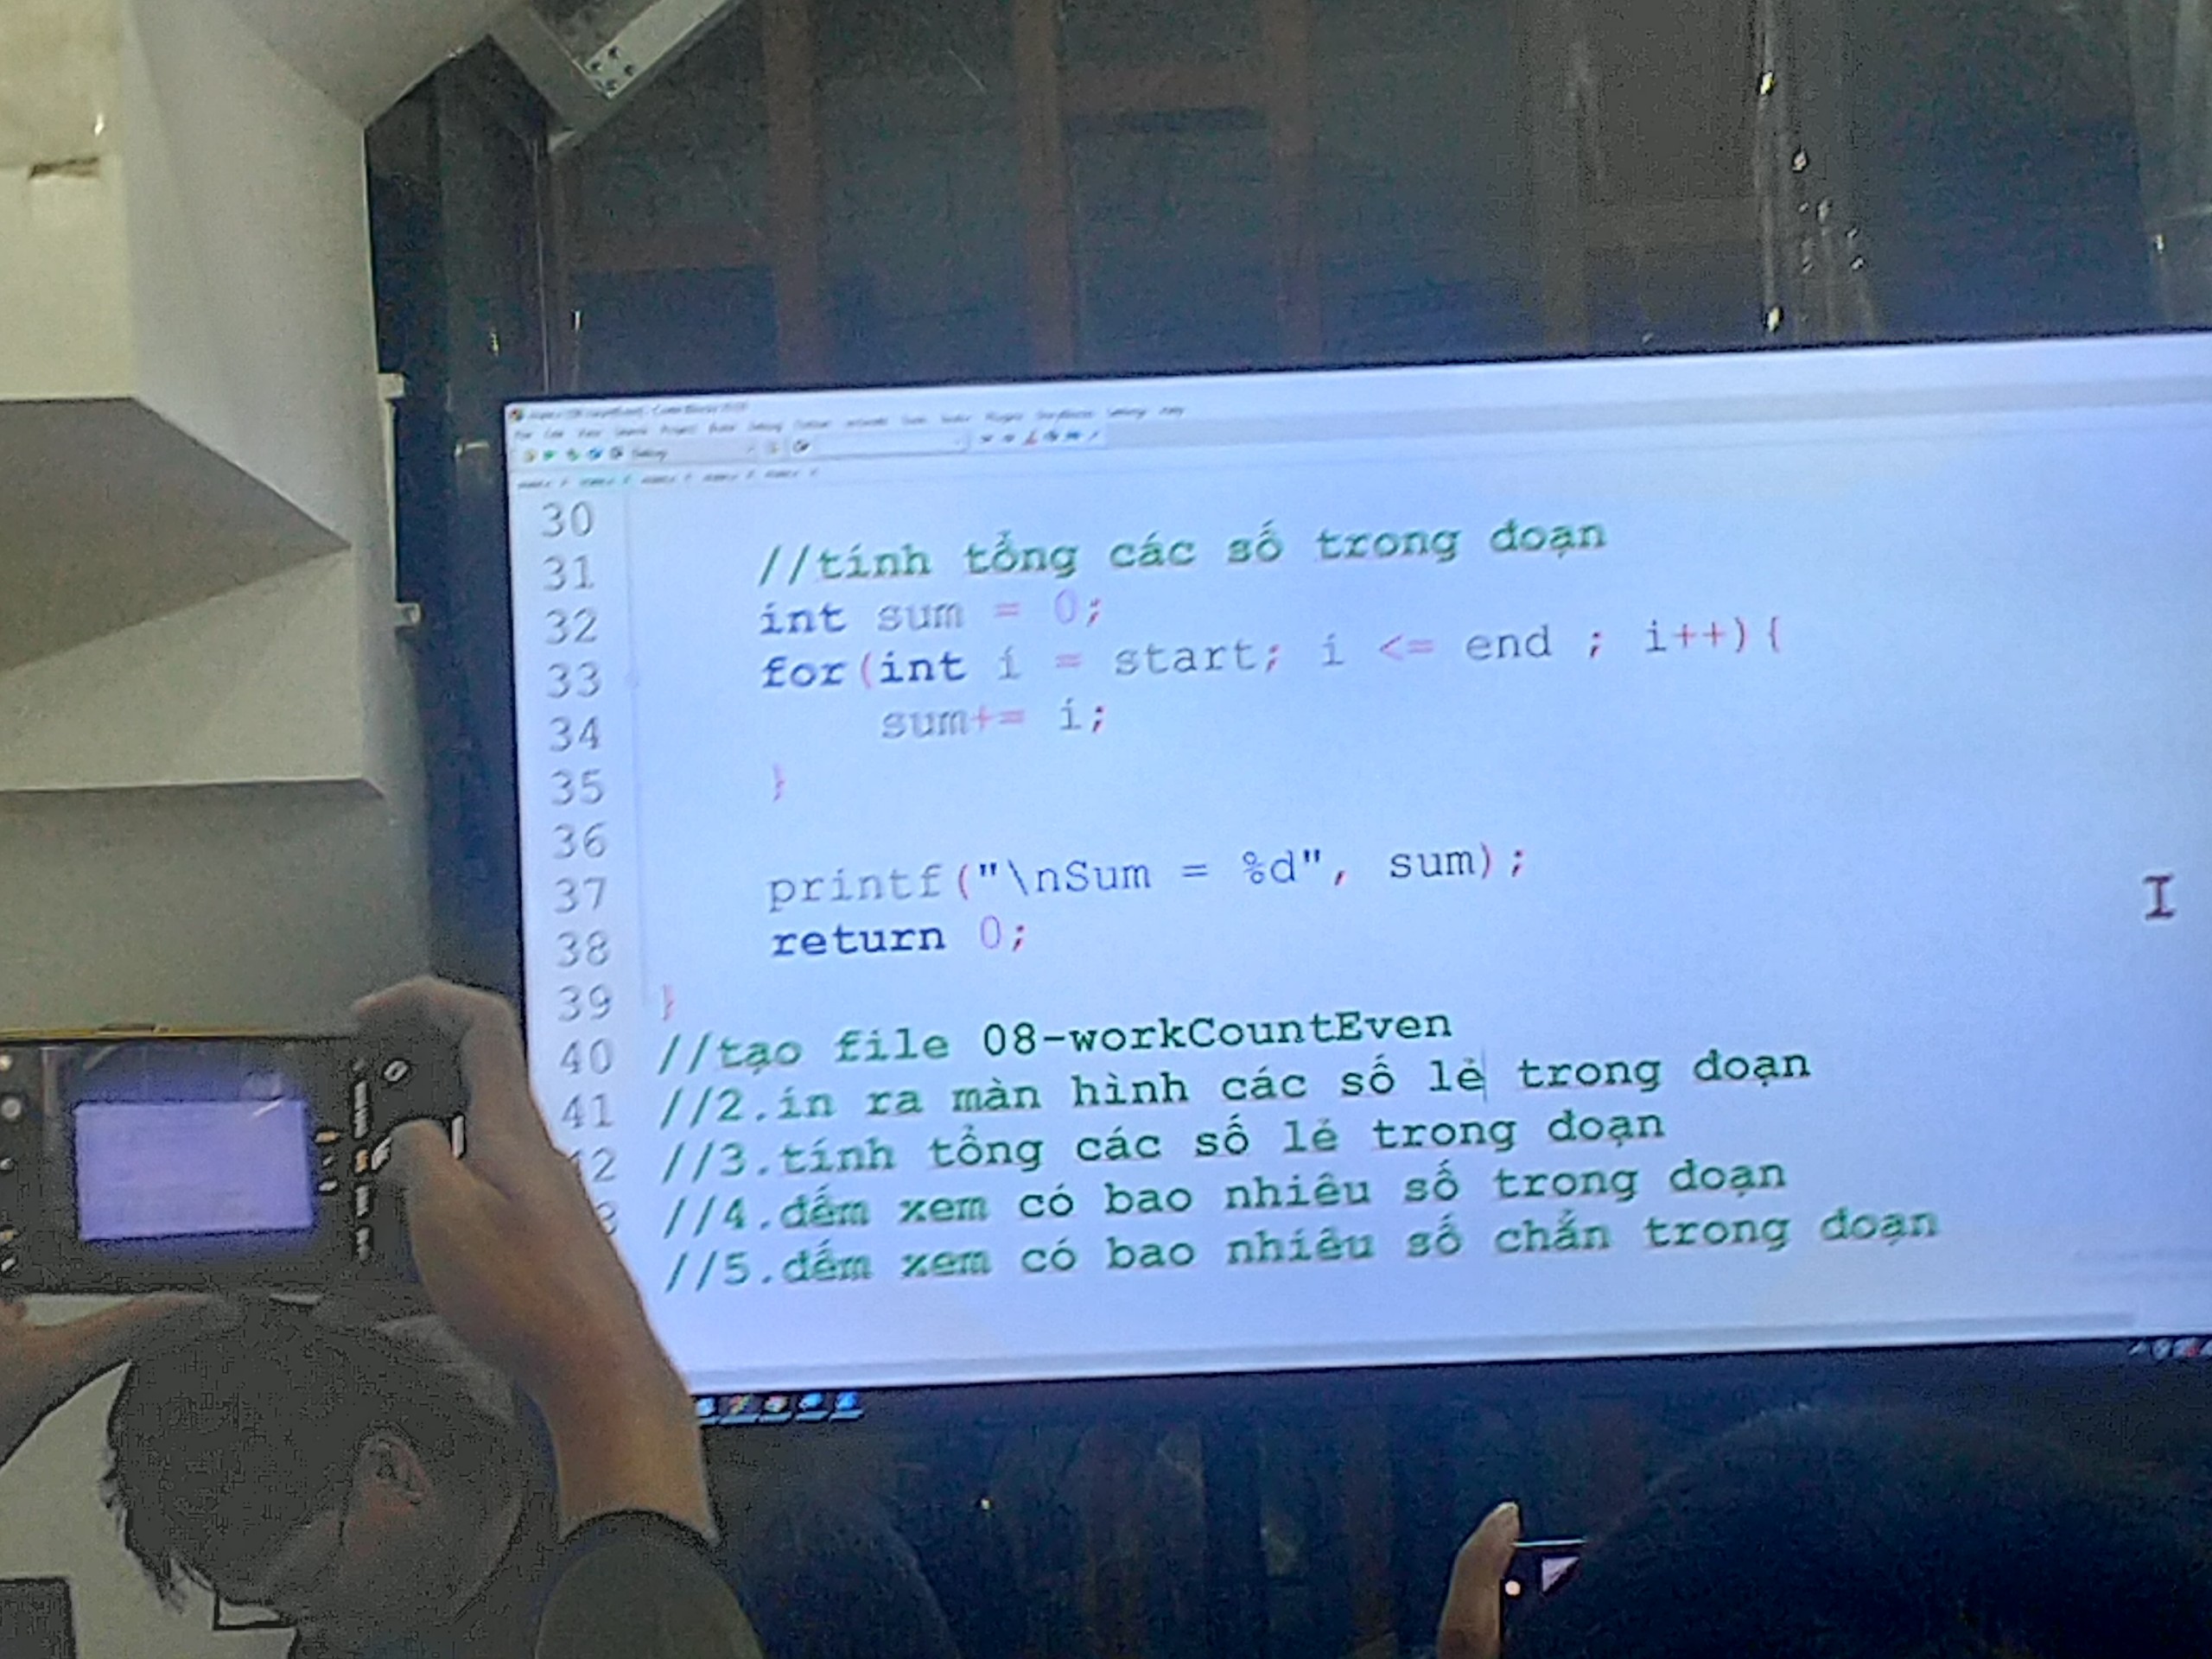 30
31 //tính tổng các số trong đoạn
32 int sum = 0;
33 for(int i = start; i <= end ; i++){
34 sum+= i;
35 }
36
37 printf("\nSum = %d", sum);
38 return 0;
39 }
40 //tạo file 08-workCountEven
41 //2.in ra màn hình các số lẻ trong đoạn
2 //3.tính tổng các số lẻ trong đoạn
//4.đếm xem có bao nhiêu số trong đoạn
//5.đếm xem có bao nhiêu số chẵn trong đoạn